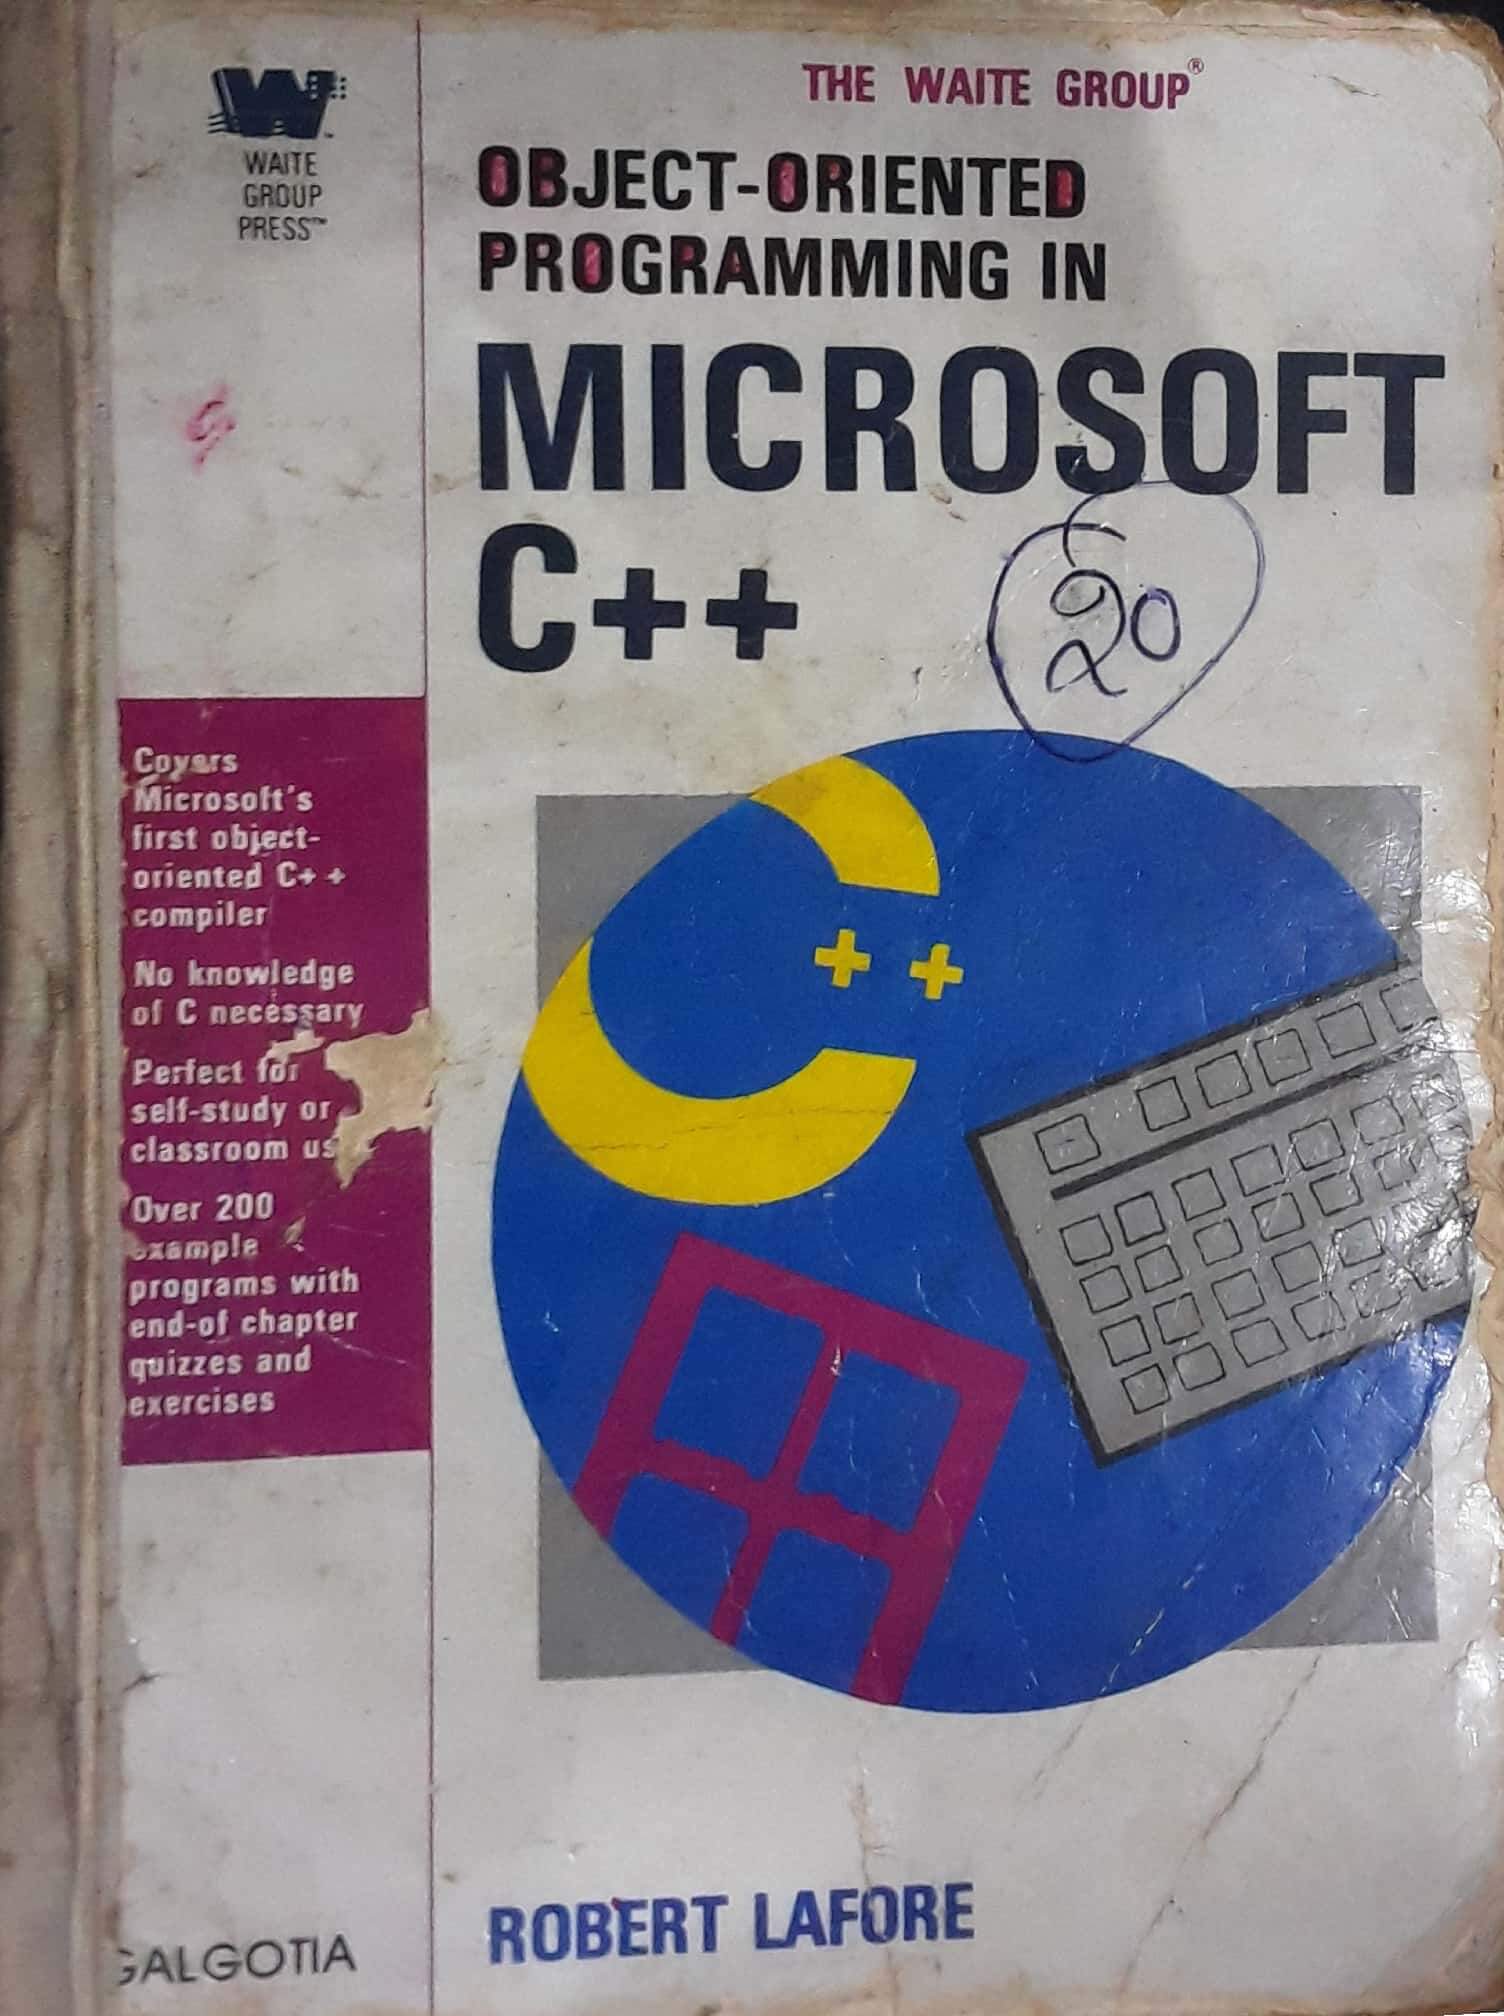 WAITE
GROUP
PRESS™
THE WAITE GROUP®
OBJECT-ORIENTED
PROGRAMMING IN
MICROSOFT
C++
20
Covers
Microsoft's
first object-
oriented C++
compiler
No knowledge
of C necessary
Perfect for
self-study or
classroom us
Over 200
example
programs with
end-of chapter
quizzes and
exercises
C
++
ROBERT LAFORE
GALGOTIA